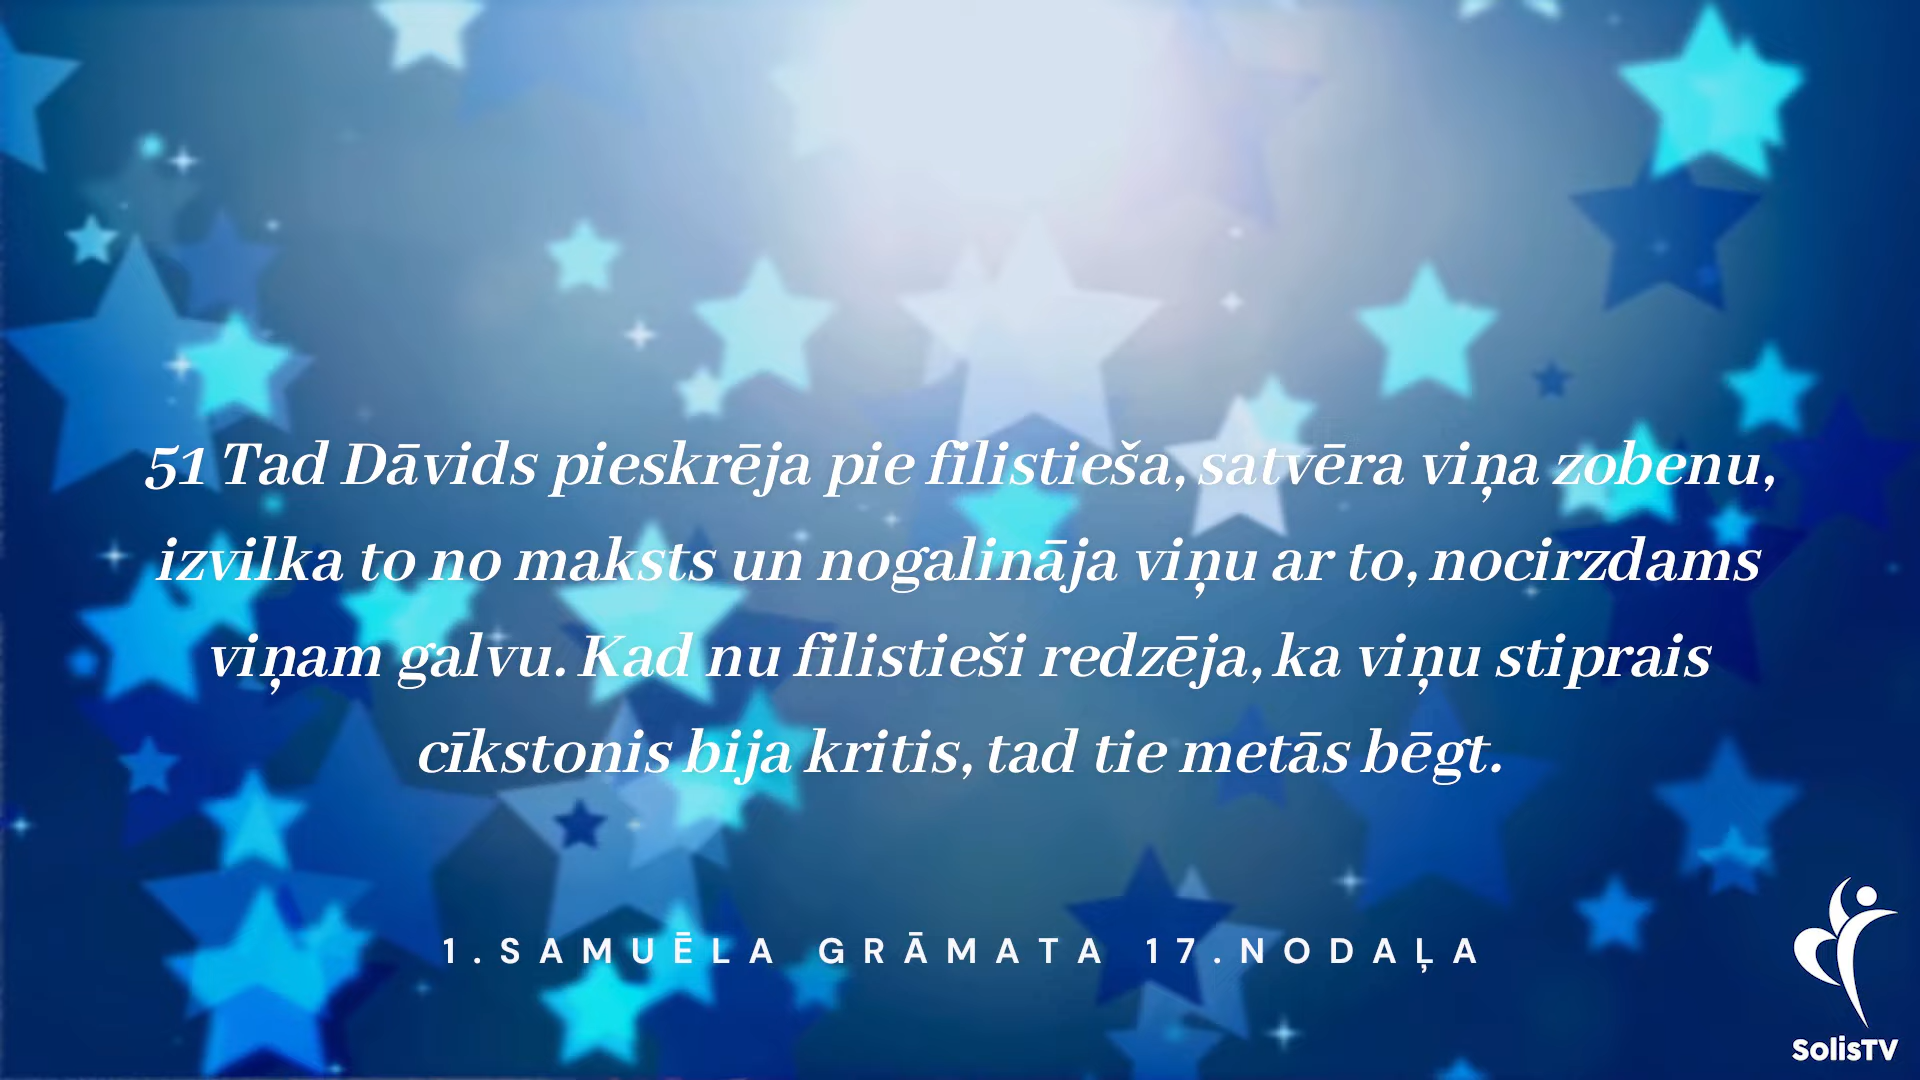 51 Tad Dāvids pieskrēja pie filistieša, satvēra viņa zobenu,
izvilka to no maksts un nogalināja viņu ar to, nocirzdams
viņam galvu. Kad nu filistieši redzēja, ka viņu stiprais
cīkstonis bija kritis, tad tie metās bēgt.
1.SAMUĒLA GRĀMATA 17.NODAĻA
SolisTV